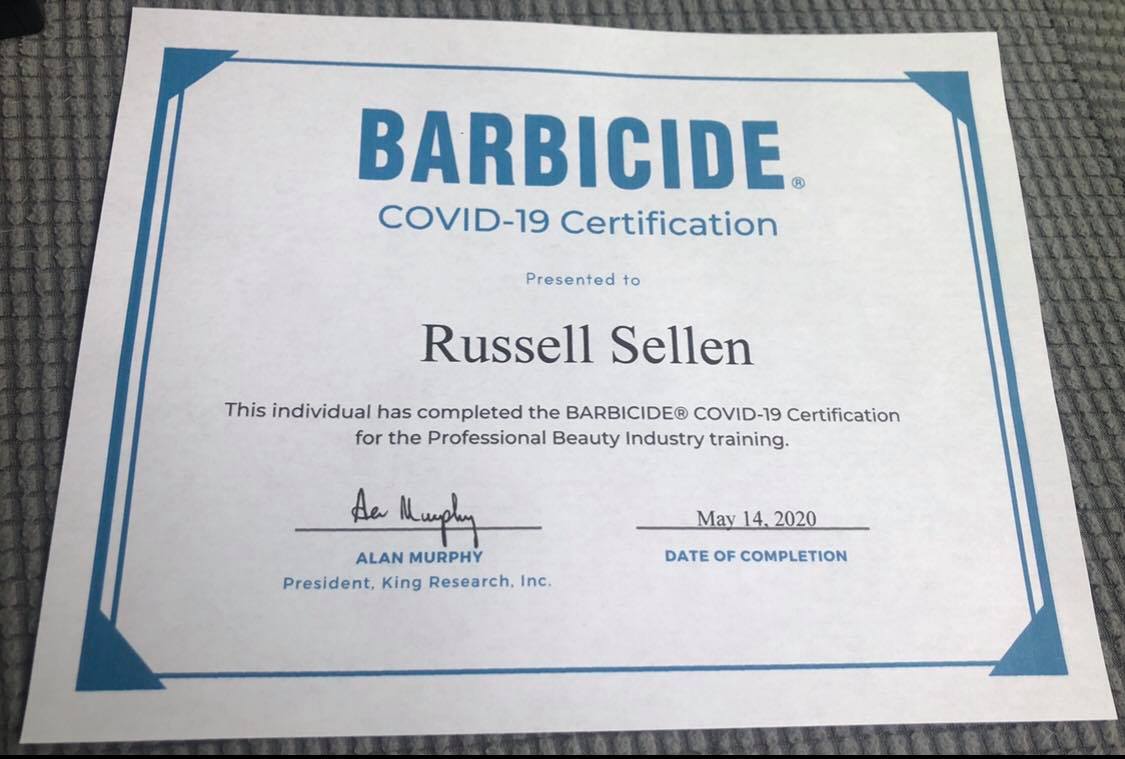 BARBICIDE®
COVID-19 Certification
Presented to
Russell Sellen
This individual has completed the BARBICIDE® COVID-19 Certification
for the Professional Beauty Industry training.
Alan Murphy
May 14, 2020
ALAN MURPHY
DATE OF COMPLETION
President, King Research, Inc.